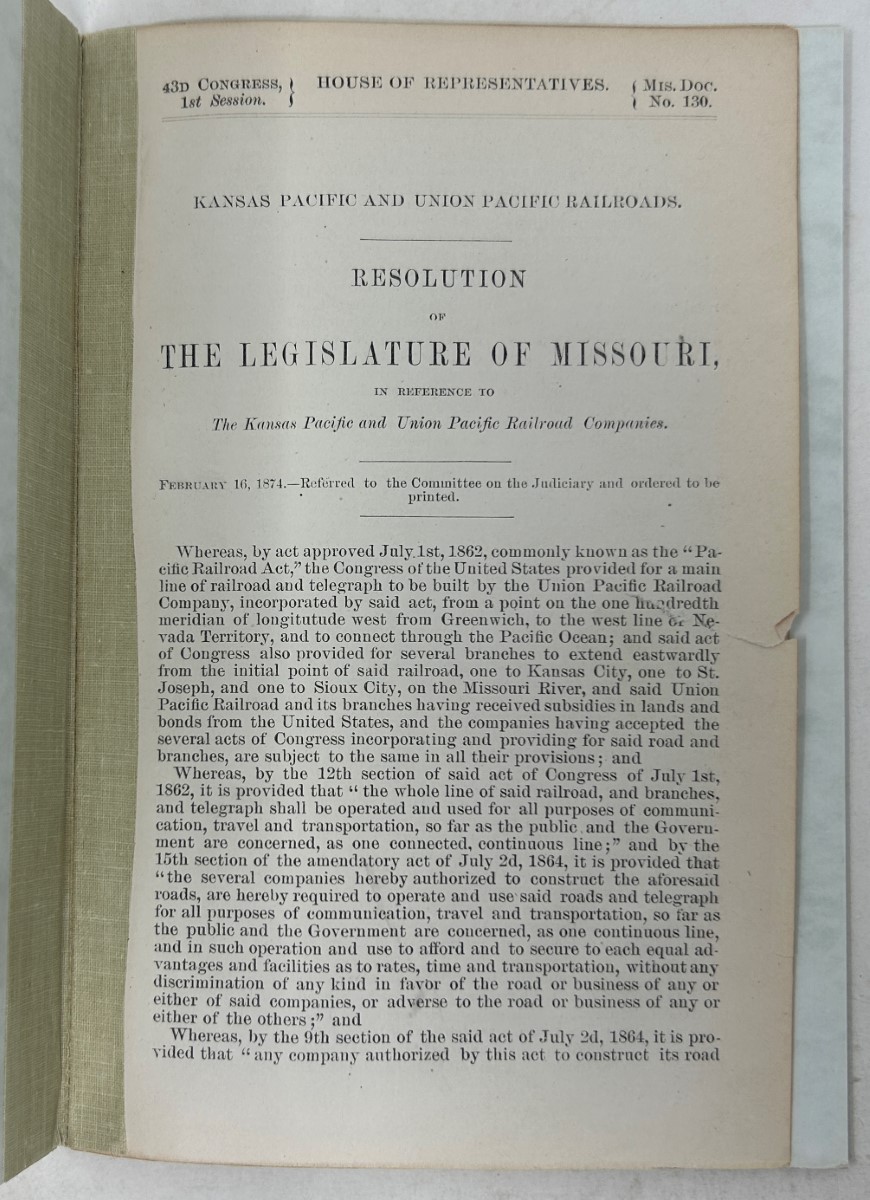 43D CONGRESS, 1st Session. } HOUSE OF REPRESENTATIVES. { MIS. DOC. No. 130.
KANSAS PACIFIC AND UNION PACIFIC RAILROADS.
RESOLUTION
OF
THE LEGISLATURE OF MISSOURI,
IN REFERENCE TO
The Kansas Pacific and Union Pacific Railroad Companies.
FEBRUARY 16, 1874.—Referred to the Committee on the Judiciary and ordered to be
printed.
Whereas, by act approved July 1st, 1862, commonly known as the “Pa-
cific Railroad Act,” the Congress of the United States provided for a main
line of railroad and telegraph to be built by the Union Pacific Railroad
Company, incorporated by said act, from a point on the one hundredth
meridian of longitutude west from Greenwich, to the west line of Ne-
vada Territory, and to connect through the Pacific Ocean; and said act
of Congress also provided for several branches to extend eastwardly
from the initial point of said railroad, one to Kansas City, one to St.
Joseph, and one to Sioux City, on the Missouri River, and said Union
Pacific Railroad and its branches having received subsidies in lands and
bonds from the United States, and the companies having accepted the
several acts of Congress incorporating and providing for said road and
branches, are subject to the same in all their provisions; and
Whereas, by the 12th section of said act of Congress of July 1st,
1862, it is provided that “the whole line of said railroad, and branches,
and telegraph shall be operated and used for all purposes of communi-
cation, travel and transportation, so far as the public and the Govern-
ment are concerned, as one connected, continuous line;” and by the
15th section of the amendatory act of July 2d, 1864, it is provided that
“the several companies hereby authorized to construct the aforesaid
roads, are hereby required to operate and use said roads and telegraph
for all purposes of communication, travel and transportation, so far as
the public and the Government are concerned, as one continuous line,
and in such operation and use to afford and to secure to each equal ad-
vantages and facilities as to rates, time and transportation, without any
discrimination of any kind in favor of the road or business of any or
either of said companies, or adverse to the road or business of any or
either of the others;” and
Whereas, by the 9th section of the said act of July 2d, 1864, it is pro-
vided that “any company authorized by this act to construct its road